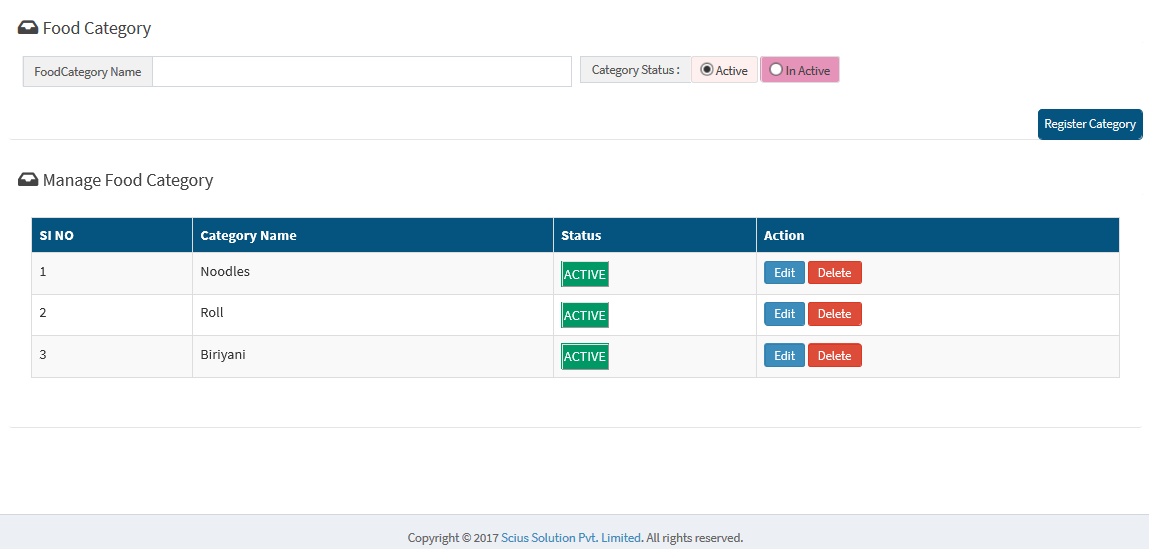 Food Category
FoodCategory Name
Category Status : Active In Active
Register Category
Manage Food Category
SI NO Category Name Status Action
1 Noodles ACTIVE Edit Delete
2 Roll ACTIVE Edit Delete
3 Biriyani ACTIVE Edit Delete
Copyright © 2017 Scius Solution Pvt. Limited. All rights reserved.